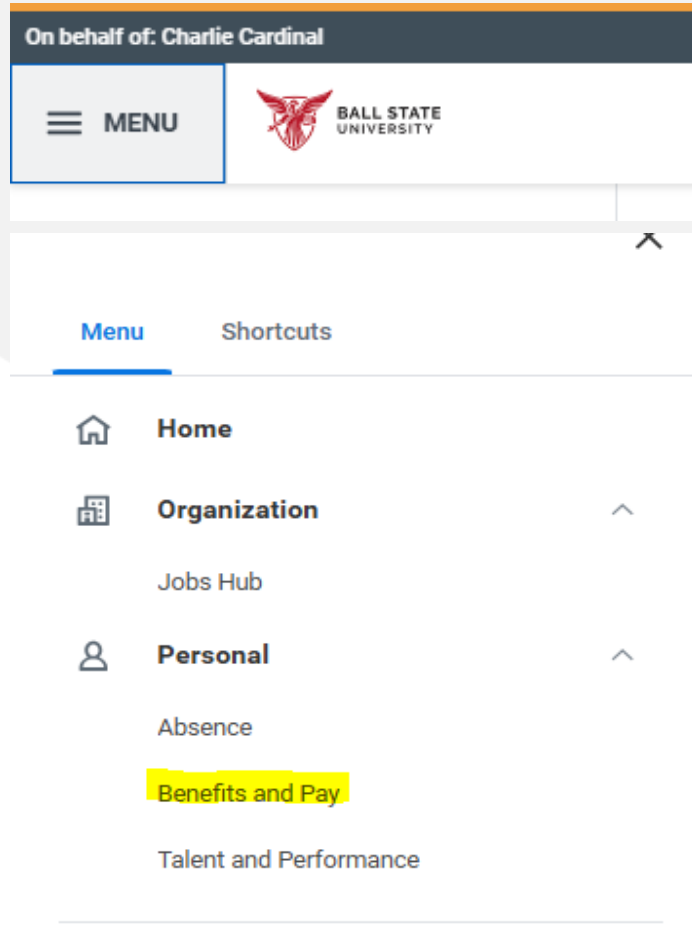 On behalf of: Charlie Cardinal
MENU
BALL STATE
UNIVERSITY
Menu Shortcuts
Home
Organization
Jobs Hub
Personal
Absence
Benefits and Pay
Talent and Performance